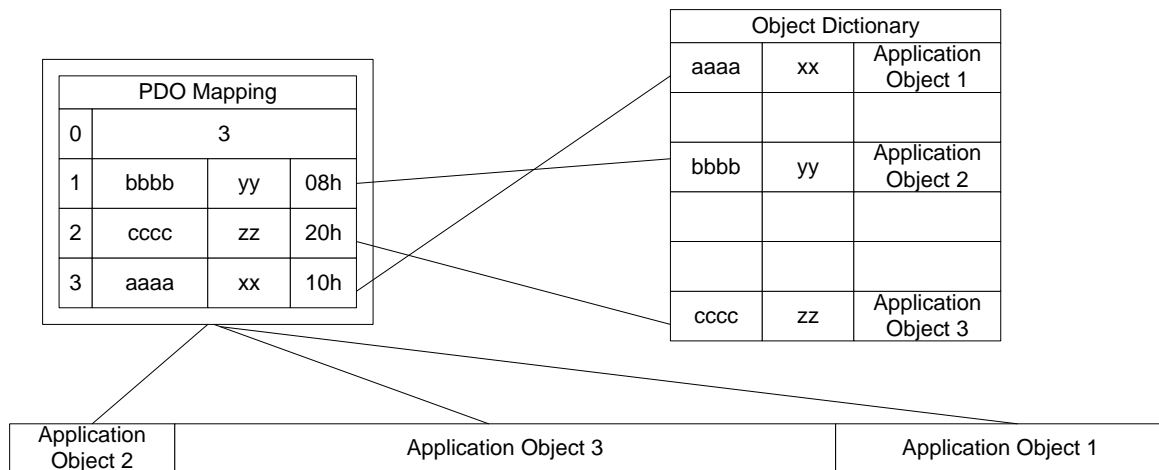 Object Dictionary
aaaa xx Application
Object 1
bbbb yy Application
Object 2
cccc zz Application
Object 3
PDO Mapping
0 3
1 bbbb yy 08h
2 cccc zz 20h
3 aaaa xx 10h
Application
Object 2
Application Object 3
Application Object 1